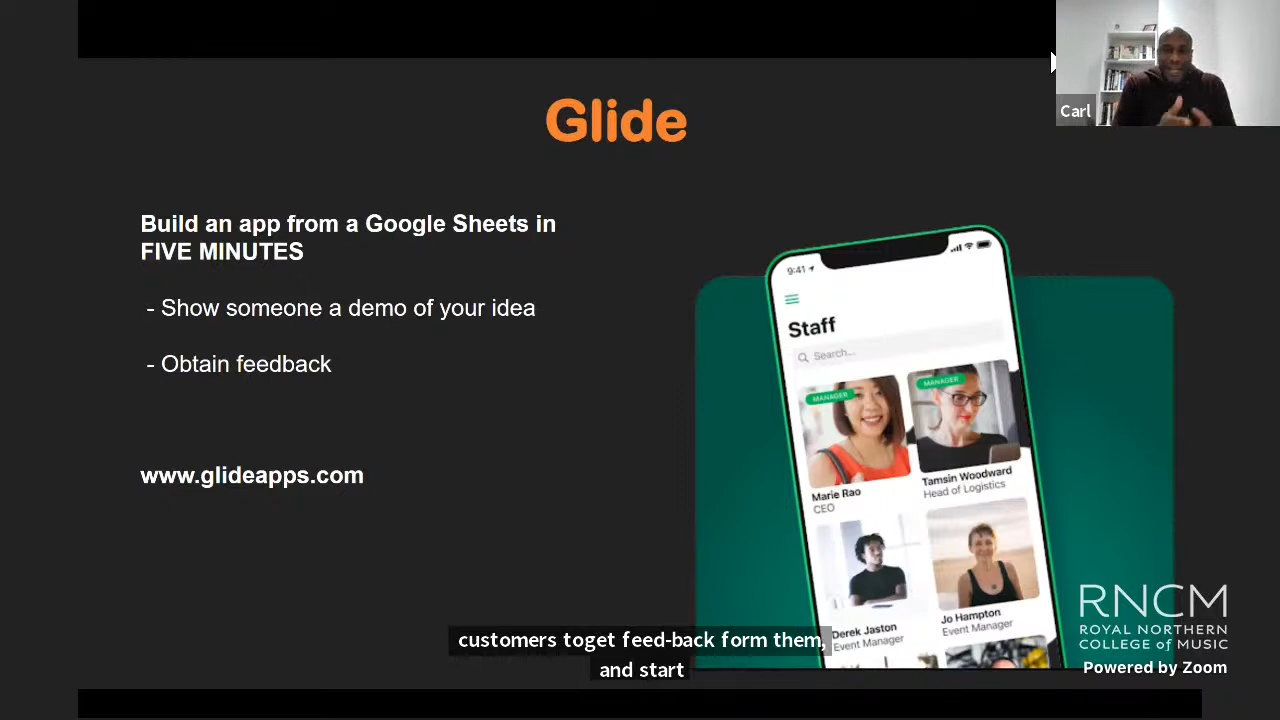 Glide
Carl
Build an app from a Google Sheets in
FIVE MINUTES
- Show someone a demo of your idea
- Obtain feedback
www.glideapps.com
9:41
Staff
Search...
MANAGER
MANAGER
Marie Rao
CEO
Tamsin Woodward
Head of Logistics
Derek Jaston
Event Manager
Jo Hampton
Event Manager
customers toget feed-back form them,
and start
RNCM
ROYAL NORTHERN
COLLEGE of MUSIC
Powered by Zoom